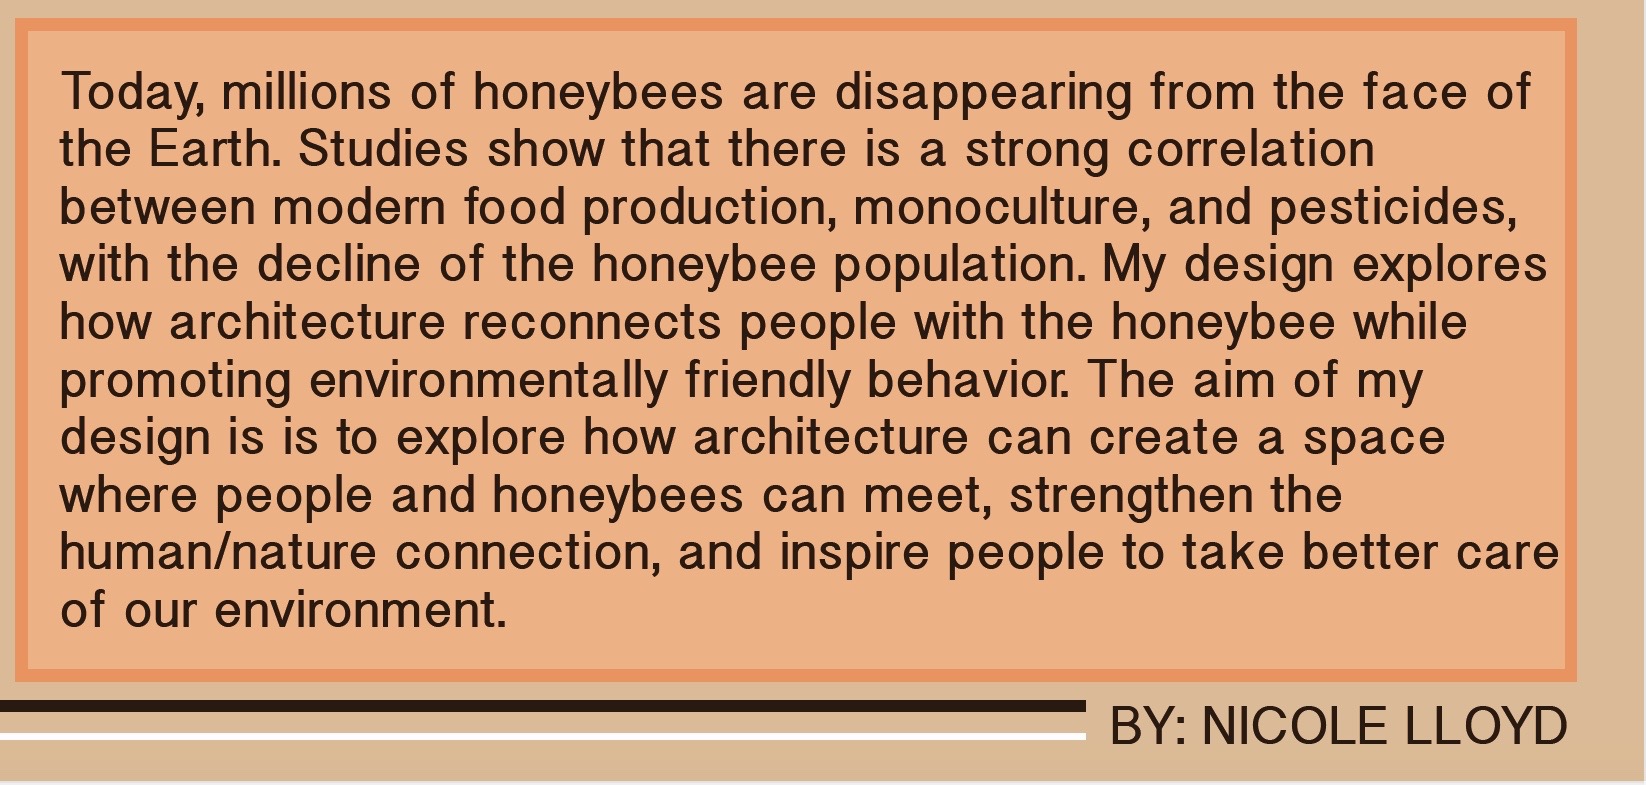 Today, millions of honeybees are disappearing from the face of
the Earth. Studies show that there is a strong correlation
between modern food production, monoculture, and pesticides,
with the decline of the honeybee population. My design explores
how architecture reconnects people with the honeybee while
promoting environmentally friendly behavior. The aim of my
design is is to explore how architecture can create a space
where people and honeybees can meet, strengthen the
human/nature connection, and inspire people to take better care
of our environment.
BY: NICOLE LLOYD